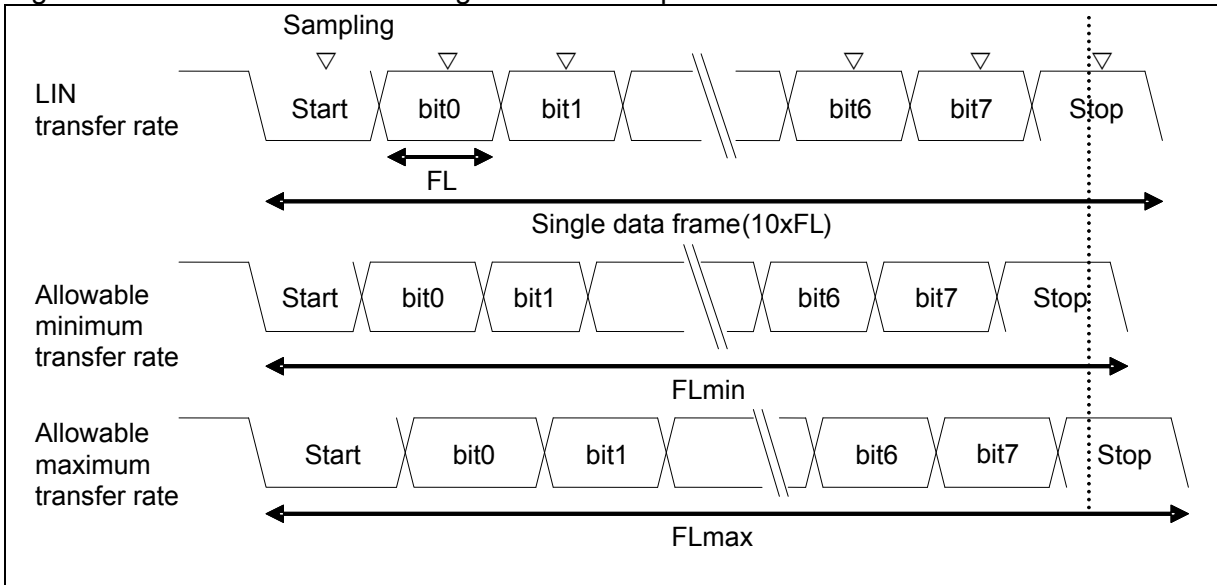 Sampling
LIN
transfer rate
Start bit0 bit1 bit6 bit7 Stop
FL
Single data frame(10xFL)
Allowable
minimum
transfer rate
Start bit0 bit1 bit6 bit7 Stop
FLmin
Allowable
maximum
transfer rate
Start bit0 bit1 bit6 bit7 Stop
FLmax